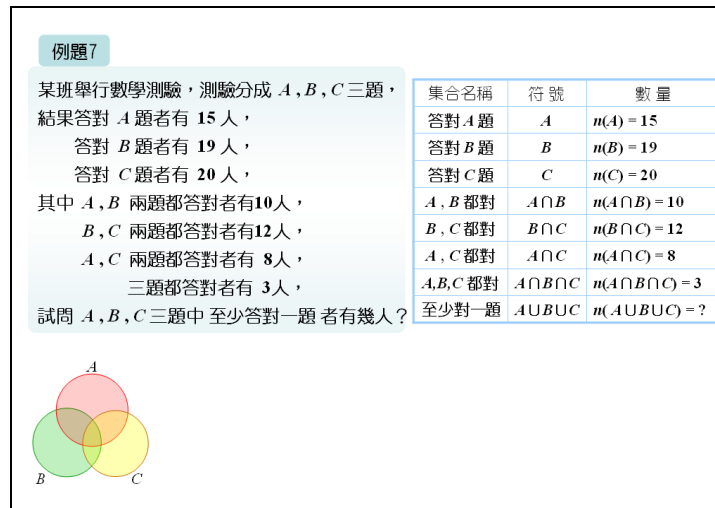 例題7
某班舉行數學測驗，測驗分成 A , B , C 三題，
結果答對 A 題者有 15 人，
答對 B 題者有 19 人，
答對 C 題者有 20 人，
其中 A , B 兩題都答對者有10人，
B , C 兩題都答對者有12人，
A , C 兩題都答對者有 8人，
三題都答對者有 3人，
試問 A , B , C 三題中 至少答對一題 者有幾人？
集合名稱 符號 數量
答對 A 題 A n(A) = 15
答對 B 題 B n(B) = 19
答對 C 題 C n(C) = 20
A , B 都對 A∩B n(A∩B) = 10
B , C 都對 B∩C n(B∩C) = 12
A , C 都對 A∩C n(A∩C) = 8
A,B,C 都對 A∩B∩C n(A∩B∩C) = 3
至少對一題 A∪B∪C n( A∪B∪C) = ?
A
B
C